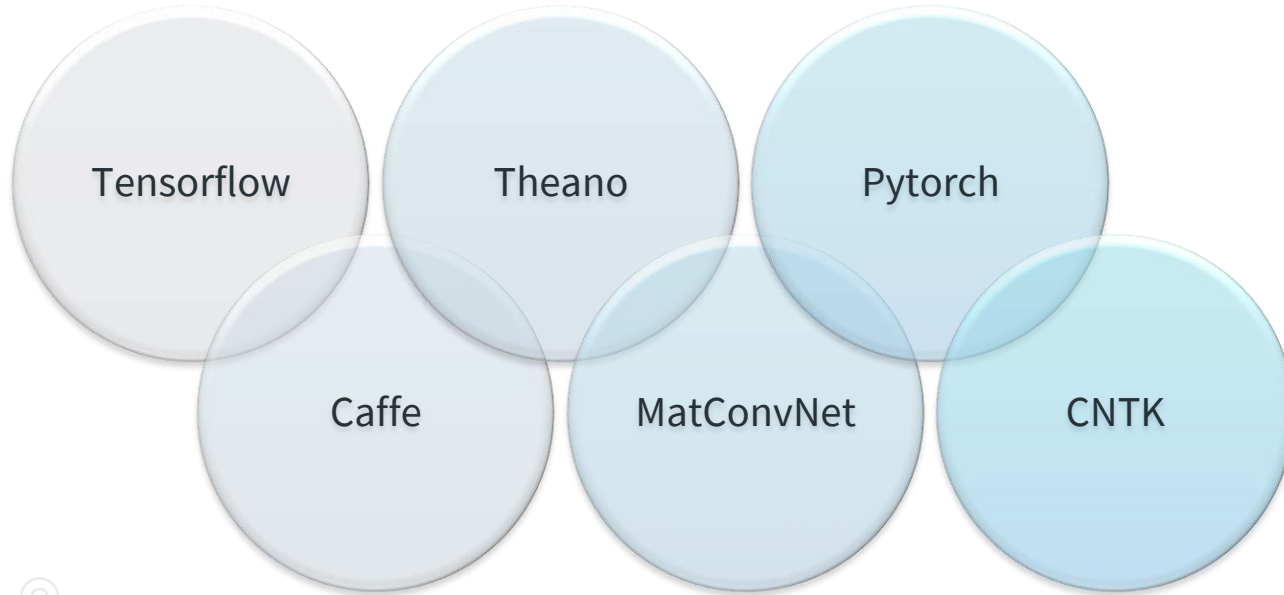 Tensorflow
Theano
Pytorch
Caffe
MatConvNet
CNTK